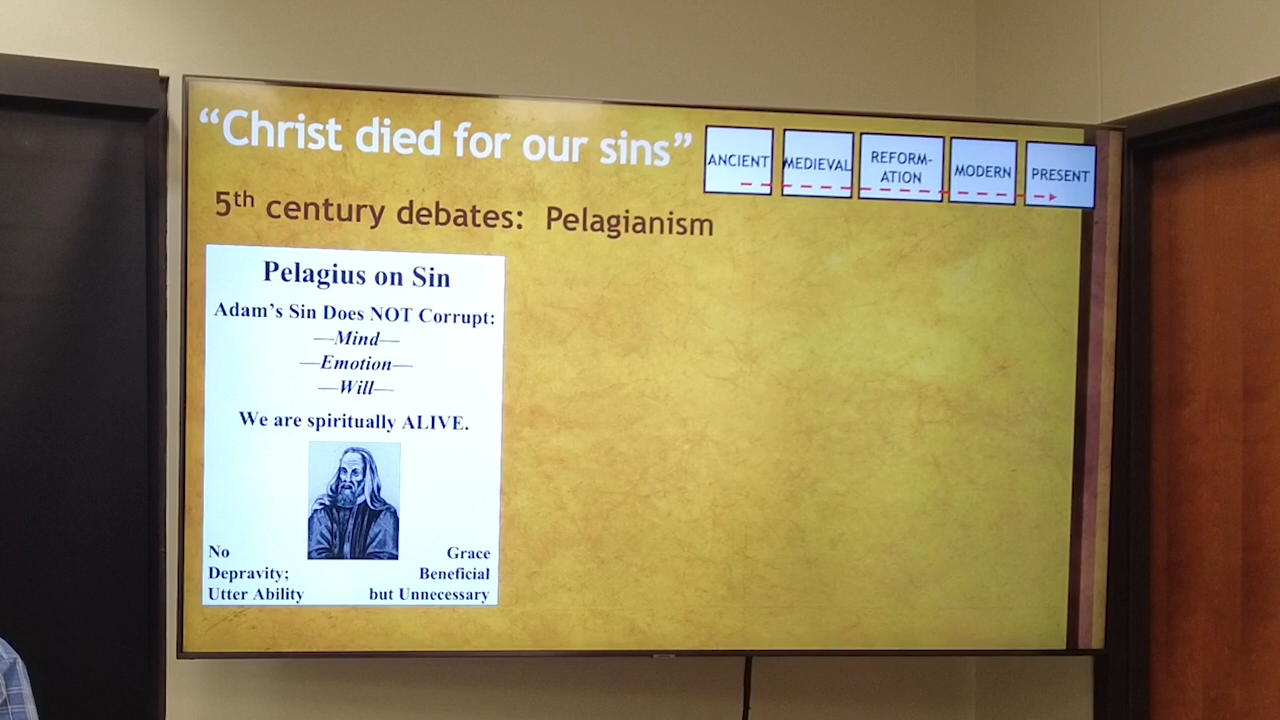 “Christ died for our sins”
ANCIENT
MEDIEVAL
REFORM-
ATION
MODERN
PRESENT
5th century debates: Pelagianism
Pelagius on Sin
Adam's Sin Does NOT Corrupt:
—Mind—
—Emotion—
—Will—
We are spiritually ALIVE.
No
Depravity;
Utter Ability
Grace
Beneficial
but Unnecessary